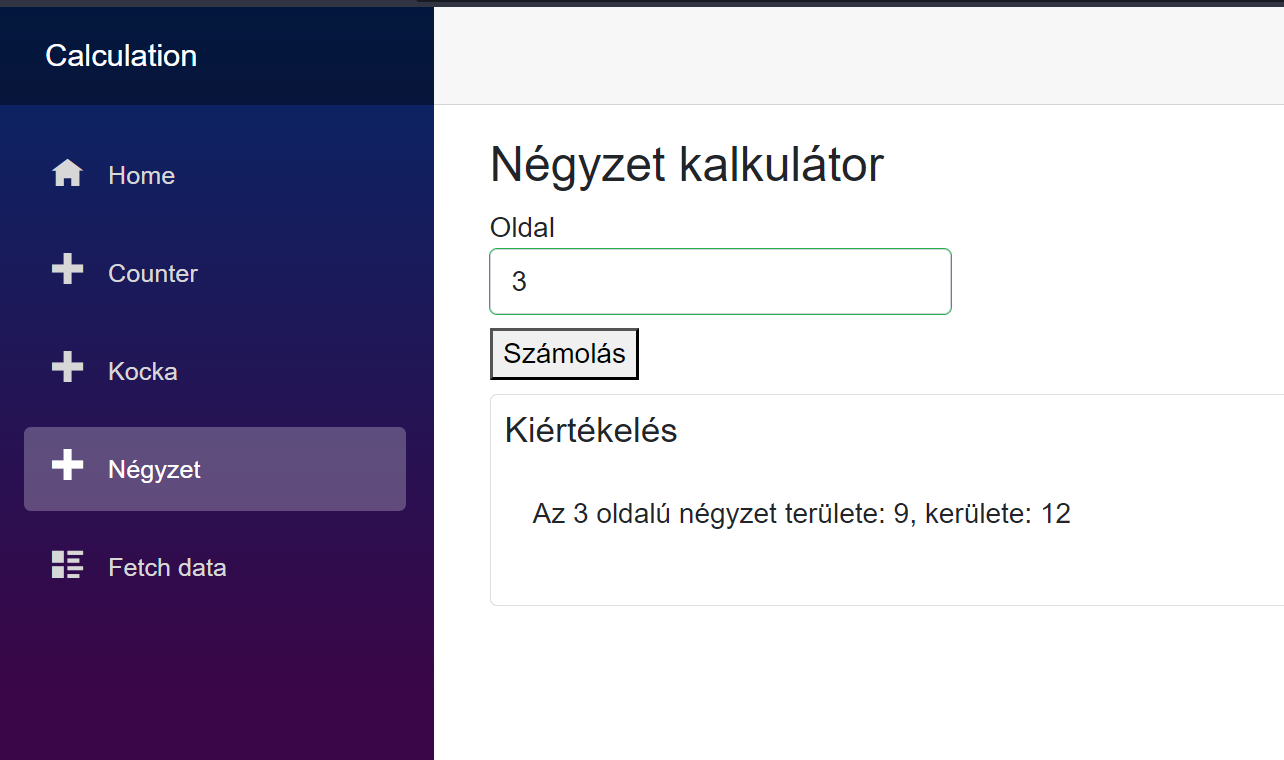 Calculation
Home
Counter
Kocka
Négyzet
Fetch data
Négyzet kalkulátor
Oldal
3
Számolás
Kiértékelés
Az 3 oldalú négyzet területe: 9, kerülete: 12